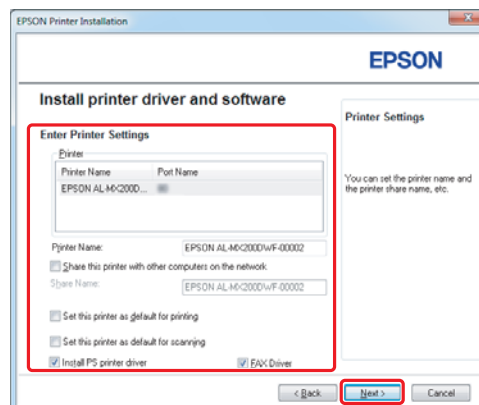 EPSON Printer Installation
EPSON
Install printer driver and software
Enter Printer Settings
Printer
Printer Name Port Name
EPSON AL-MX200D...
Printer Name: EPSON AL-MX200DWF-00002
Share this printer with other computers on the network
Share Name: EPSON AL-MX200DWF-00002
Set this printer as default for printing
Set this printer as default for scanning
Install PS printer driver FAX Driver
Printer Settings
You can set the printer name and
the printer share name, etc.
< Back Next > Cancel